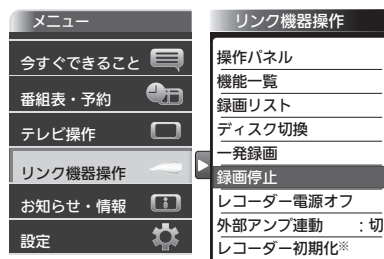 メニュー
今すぐできること
番組表・予約
テレビ操作
リンク機器操作
お知らせ・情報
設定
リンク機器操作
操作パネル
機能一覧
録画リスト
ディスク切換
一発録画
録画停止
レコーダー電源オフ
外部アンプ連動　：切
レコーダー初期化※